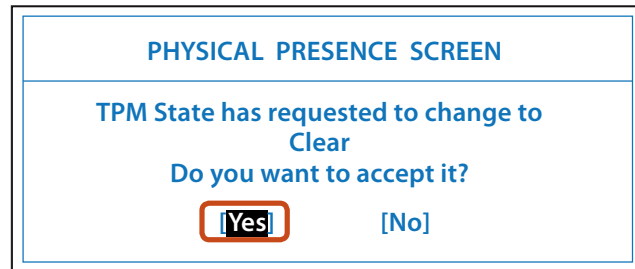 PHYSICAL PRESENCE SCREEN
TPM State has requested to change to
Clear
Do you want to accept it?
[Yes] [No]